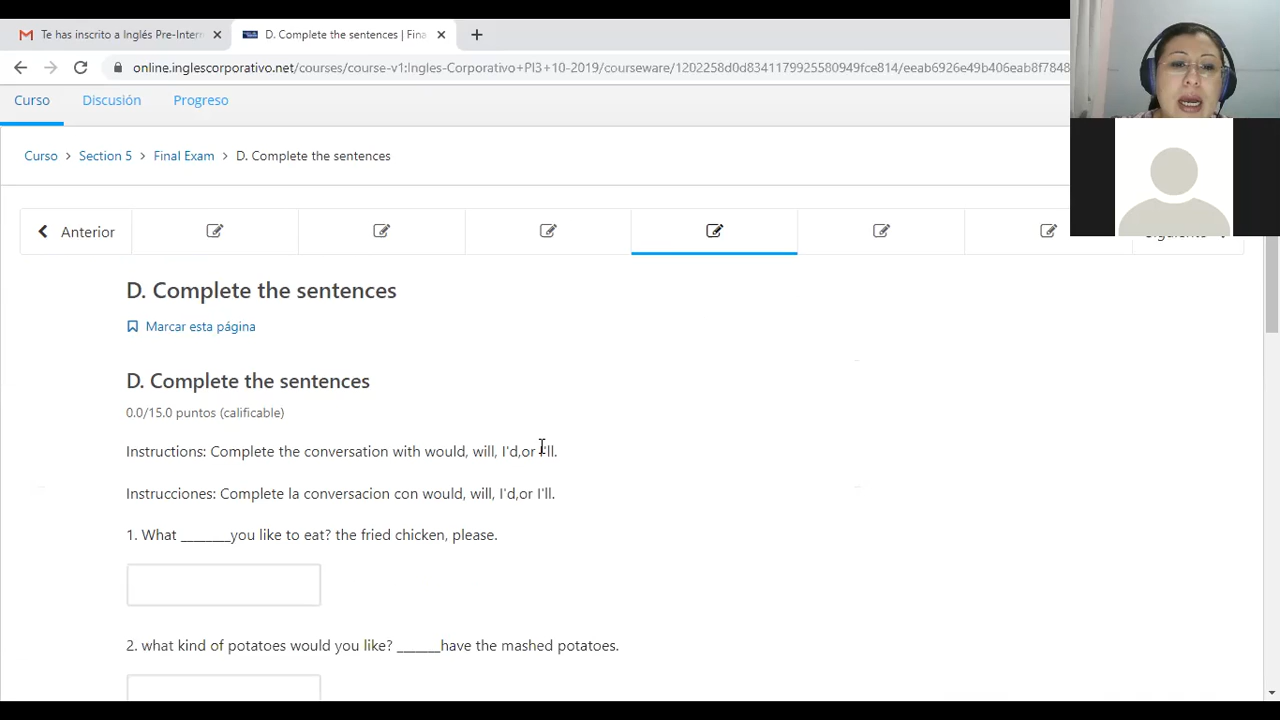 Te has inscrito a Inglés Pre-Intern
D. Complete the sentences | Fina
online.inglescorporativo.net/courses/course-v1:Ingles-Corporativo+PI3+10-2019/courseware/1202258d0d8341179925580949fce814/eeab6926e49b406eab8f7848
Curso Discusión Progreso
Curso > Section 5 > Final Exam > D. Complete the sentences
Anterior
D. Complete the sentences
Marcar esta página
D. Complete the sentences
0.0/15.0 puntos (calificable)
Instructions: Complete the conversation with would, will, I'd,or I'll.
Instrucciones: Complete la conversacion con would, will, I'd,or I'll.
1. What ________you like to eat? the fried chicken, please.
2. what kind of potatoes would you like? _______have the mashed potatoes.